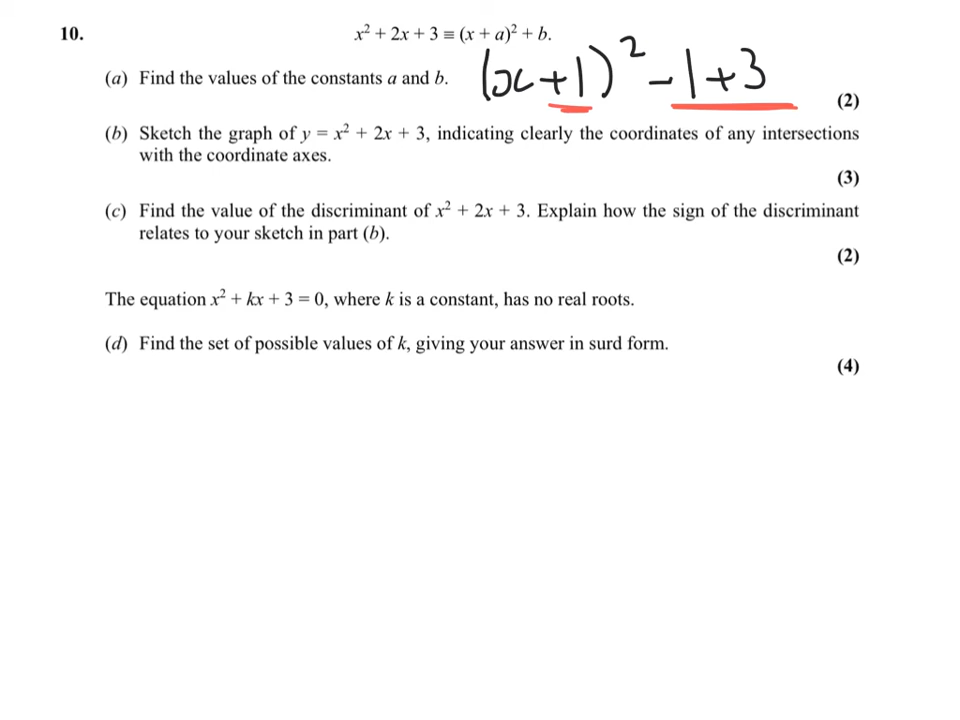 10. x² + 2x + 3 ≡ (x + a)² + b.
(a) Find the values of the constants a and b. (x+1)² -1+3
(2)
(b) Sketch the graph of y = x² + 2x + 3, indicating clearly the coordinates of any intersections
with the coordinate axes.
(3)
(c) Find the value of the discriminant of x² + 2x + 3. Explain how the sign of the discriminant
relates to your sketch in part (b).
(2)
The equation x² + kx + 3 = 0, where k is a constant, has no real roots.
(d) Find the set of possible values of k, giving your answer in surd form.
(4)